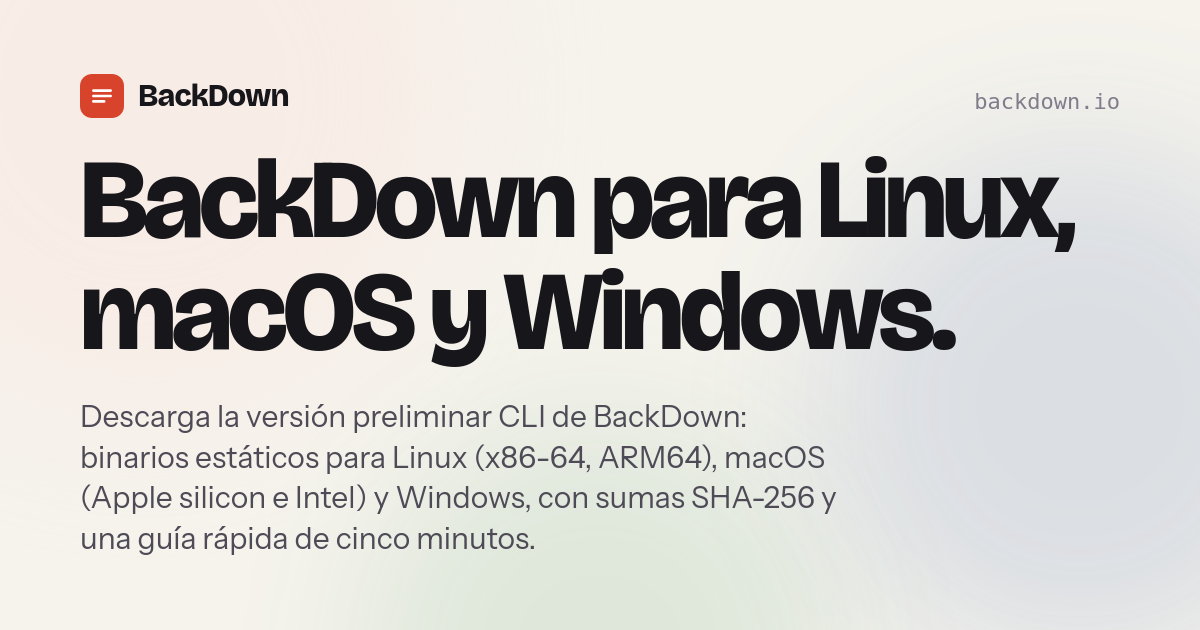 BackDown
backdown.io
BackDown para Linux,
macOS y Windows.
Descarga la versión preliminar CLI de BackDown:
binarios estáticos para Linux (x86-64, ARM64), macOS
(Apple silicon e Intel) y Windows, con sumas SHA-256 y
una guía rápida de cinco minutos.